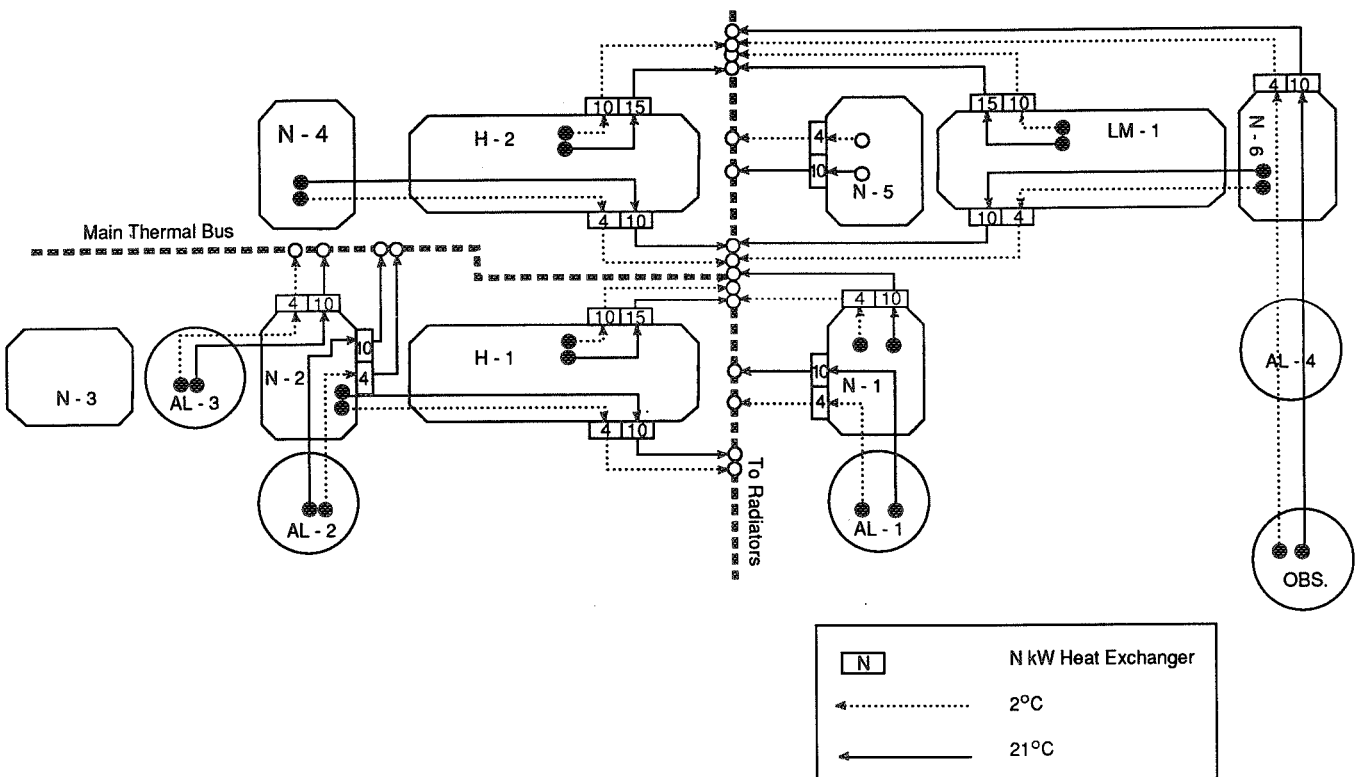 4 10
10 15
15 10
N - 4
H - 2
4
10
N - 5
LM - 1
N - 6
4 10
10 4
Main Thermal Bus
4 10
10 15
4 10
N - 3
AL - 3
N - 2
10
4
H - 1
10
4
N - 1
AL - 4
4 10
AL - 2
To Radiators
AL - 1
OBS.
N
N kW Heat Exchanger
2°C
21°C